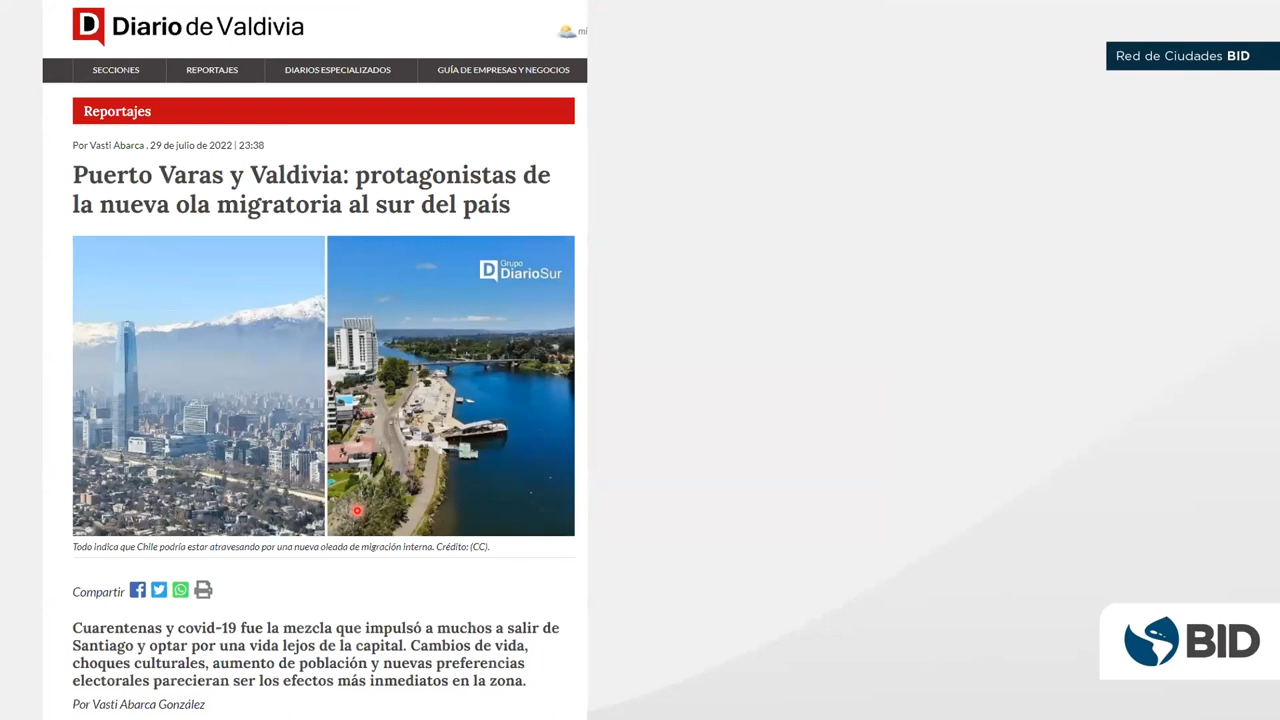 Diario de Valdivia
mi
SECCIONES
REPORTAJES
DIARIOS ESPECIALIZADOS
GUÍA DE EMPRESAS Y NEGOCIOS
Reportajes
Por Vasti Abarca , 29 de julio de 2022 | 23:38
Puerto Varas y Valdivia: protagonistas de
la nueva ola migratoria al sur del país
Grupo
DiarioSur
Todo indica que Chile podría estar atravesando por una nueva oleada de migración interna. Crédito: (CC).
Compartir
Cuarentenas y covid-19 fue la mezcla que impulsó a muchos a salir de
Santiago y optar por una vida lejos de la capital. Cambios de vida,
choques culturales, aumento de población y nuevas preferencias
electorales parecieran ser los efectos más inmediatos en la zona.
Por Vasti Abarca González
Red de Ciudades BID
BID